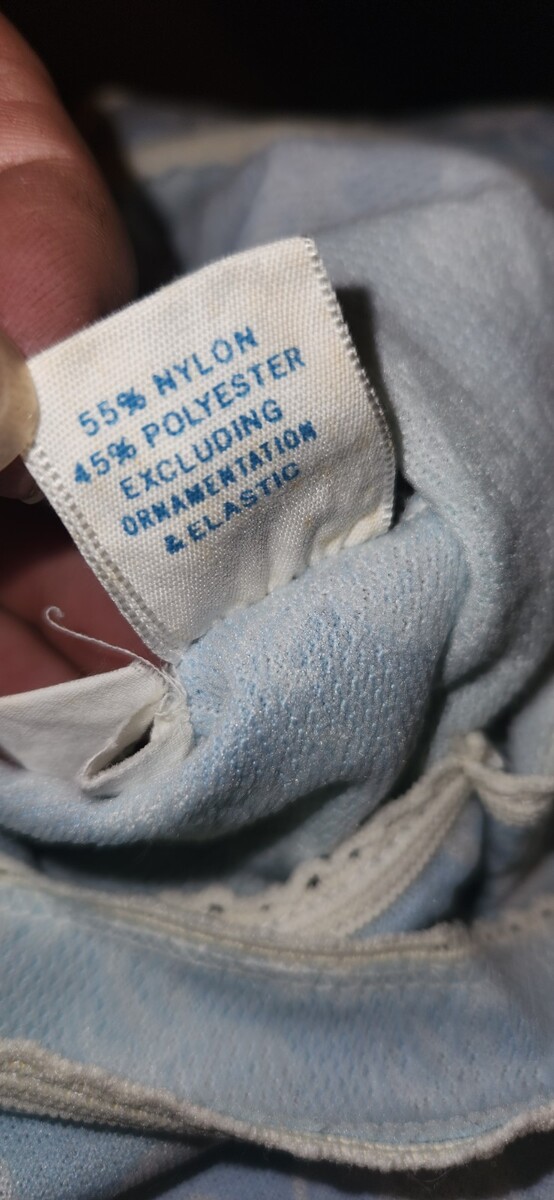 55% NYLON
45% POLYESTER
EXCLUDING
ORNAMENTATION
& ELASTIC